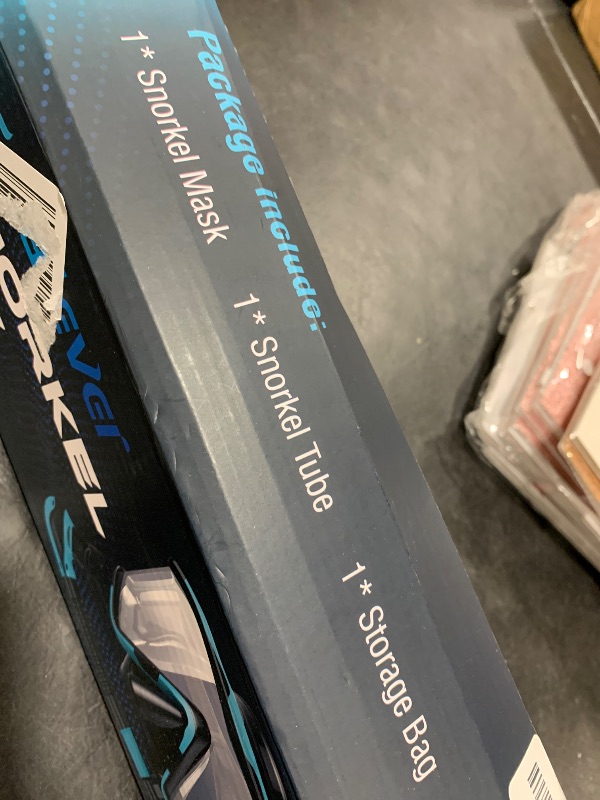 Package include:
1* Snorkel Mask
1* Snorkel Tube
1* Storage Bag